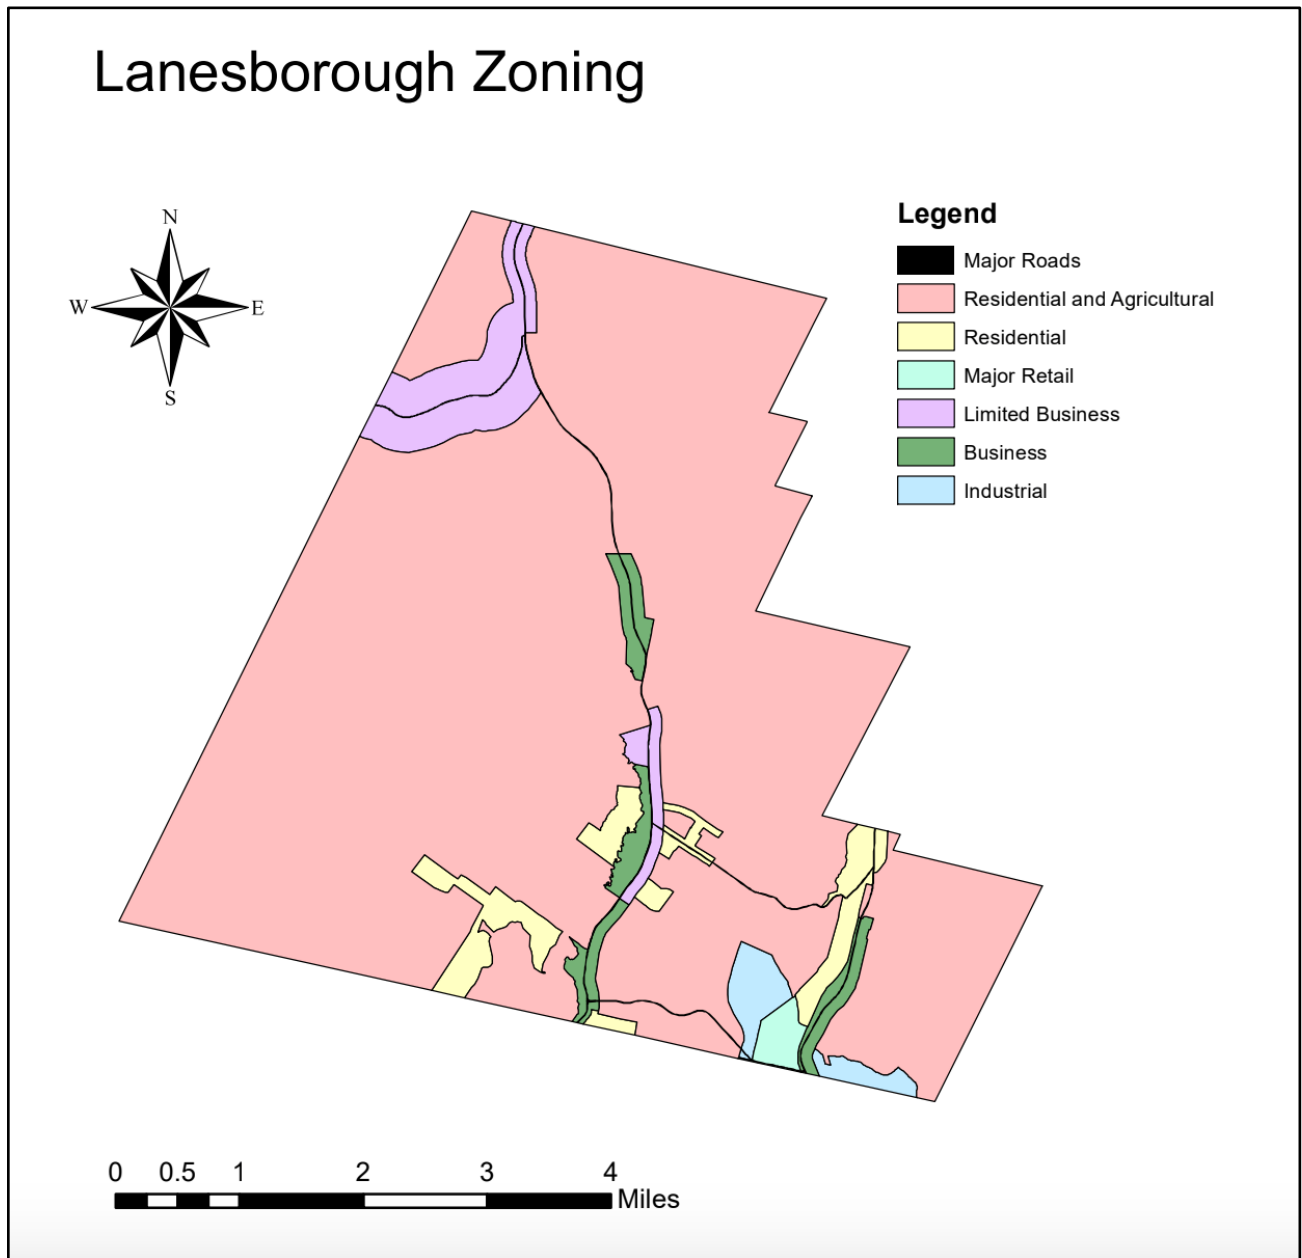 Lanesborough Zoning
N
W
E
S
Legend
Major Roads
Residential and Agricultural
Residential
Major Retail
Limited Business
Business
Industrial
0 0.5 1 2 3 4
Miles